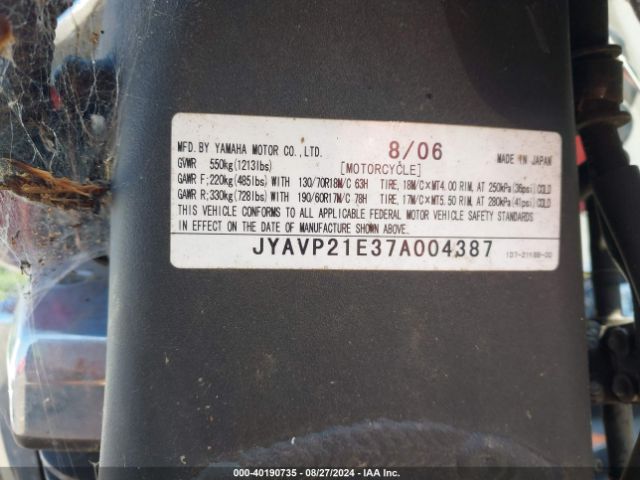 MFD. BY YAMAHA MOTOR CO., LTD. 8/06 MADE IN JAPAN
GVWR 550kg(1213lbs) [MOTORCYCLE]
GAWR F; 220kg(485lbs) WITH 130/70R18M/C 63H TIRE, 18M/C×MT4.00 RIM, AT 250kPa(36psi) COLD
GAWR R; 330kg(728lbs) WITH 190/60R17M/C 78H TIRE, 17M/C×MT5.50 RIM, AT 280kPa(41psi) COLD
THIS VEHICLE CONFORMS TO ALL APPLICABLE FEDERAL MOTOR VEHICLE SAFETY STANDARDS
IN EFFECT ON THE DATE OF MANUFACTURE SHOWN ABOVE.
JYAVP21E37A004387
000-40190735 - 08/27/2024 - IAAI.COM